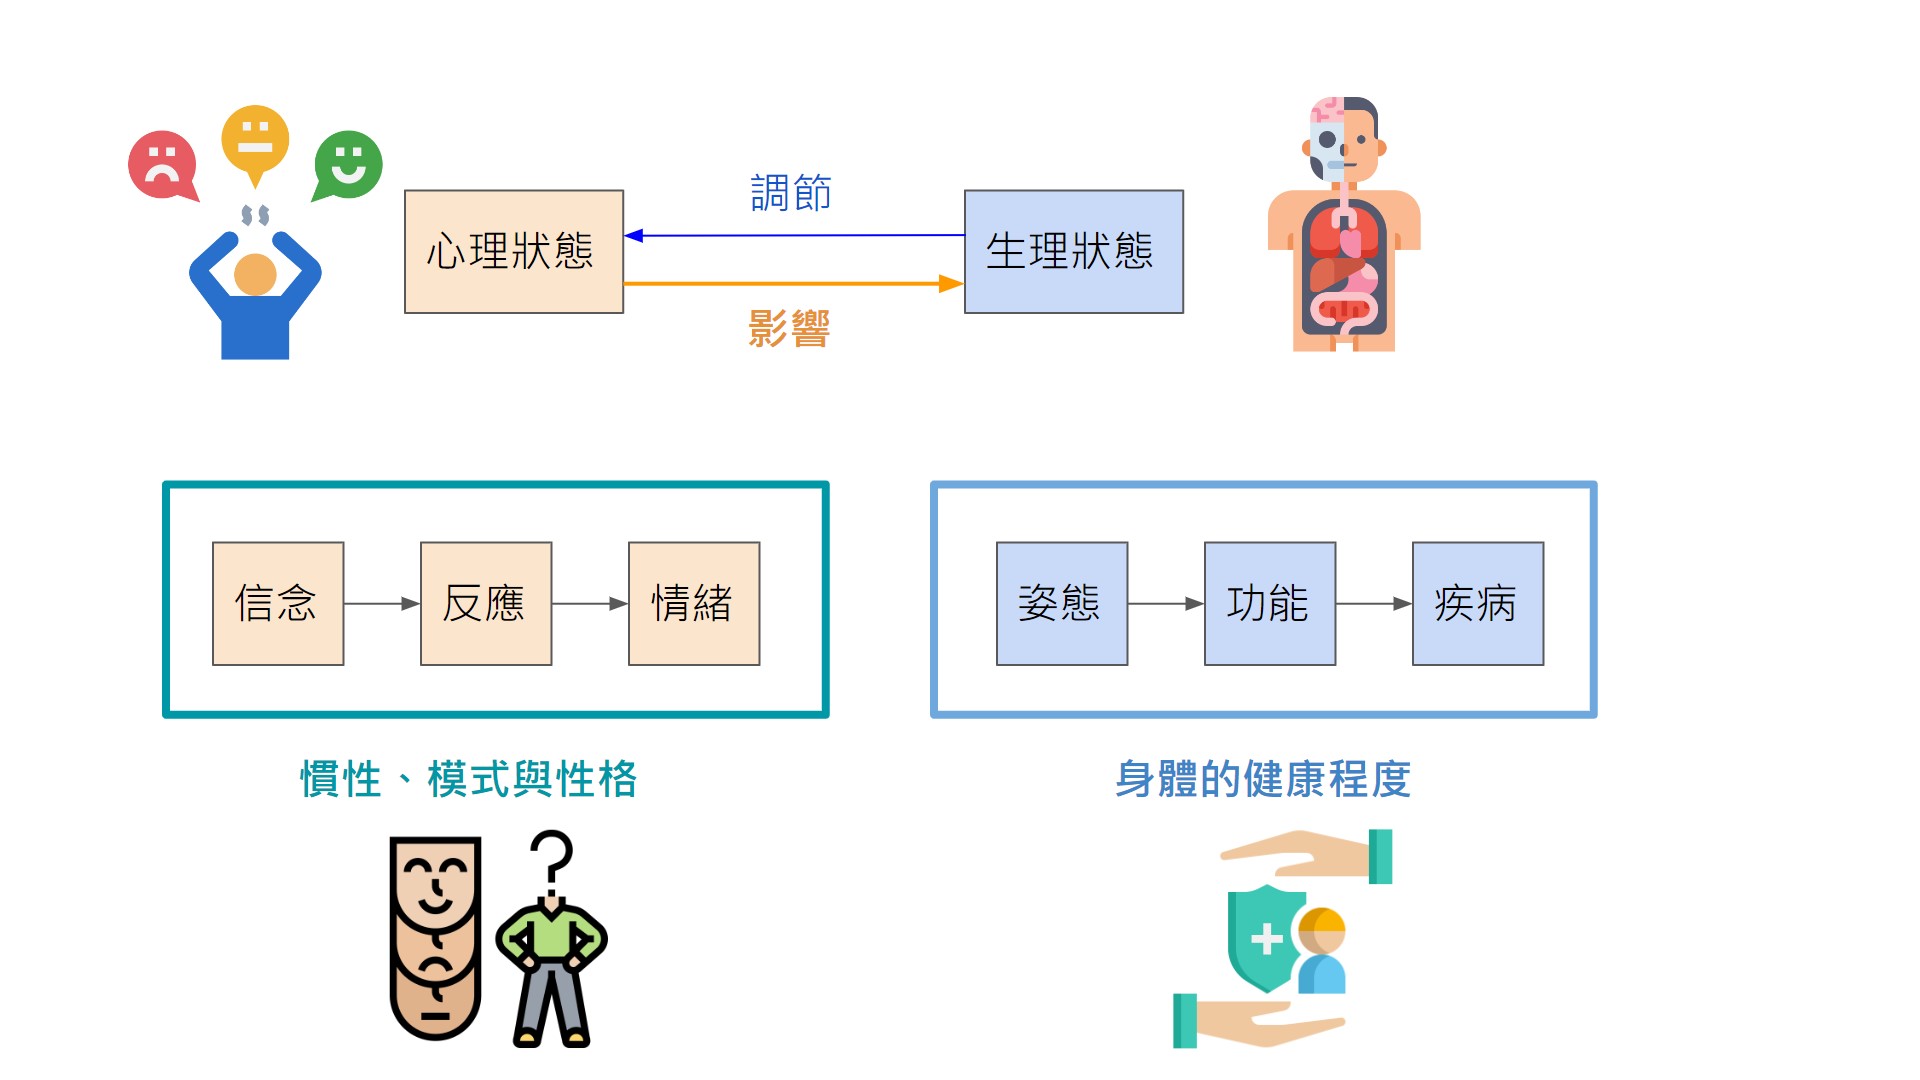 調節
心理狀態
生理狀態
影響
信念
反應
情緒
姿態
功能
疾病
慣性、模式與性格
身體的健康程度